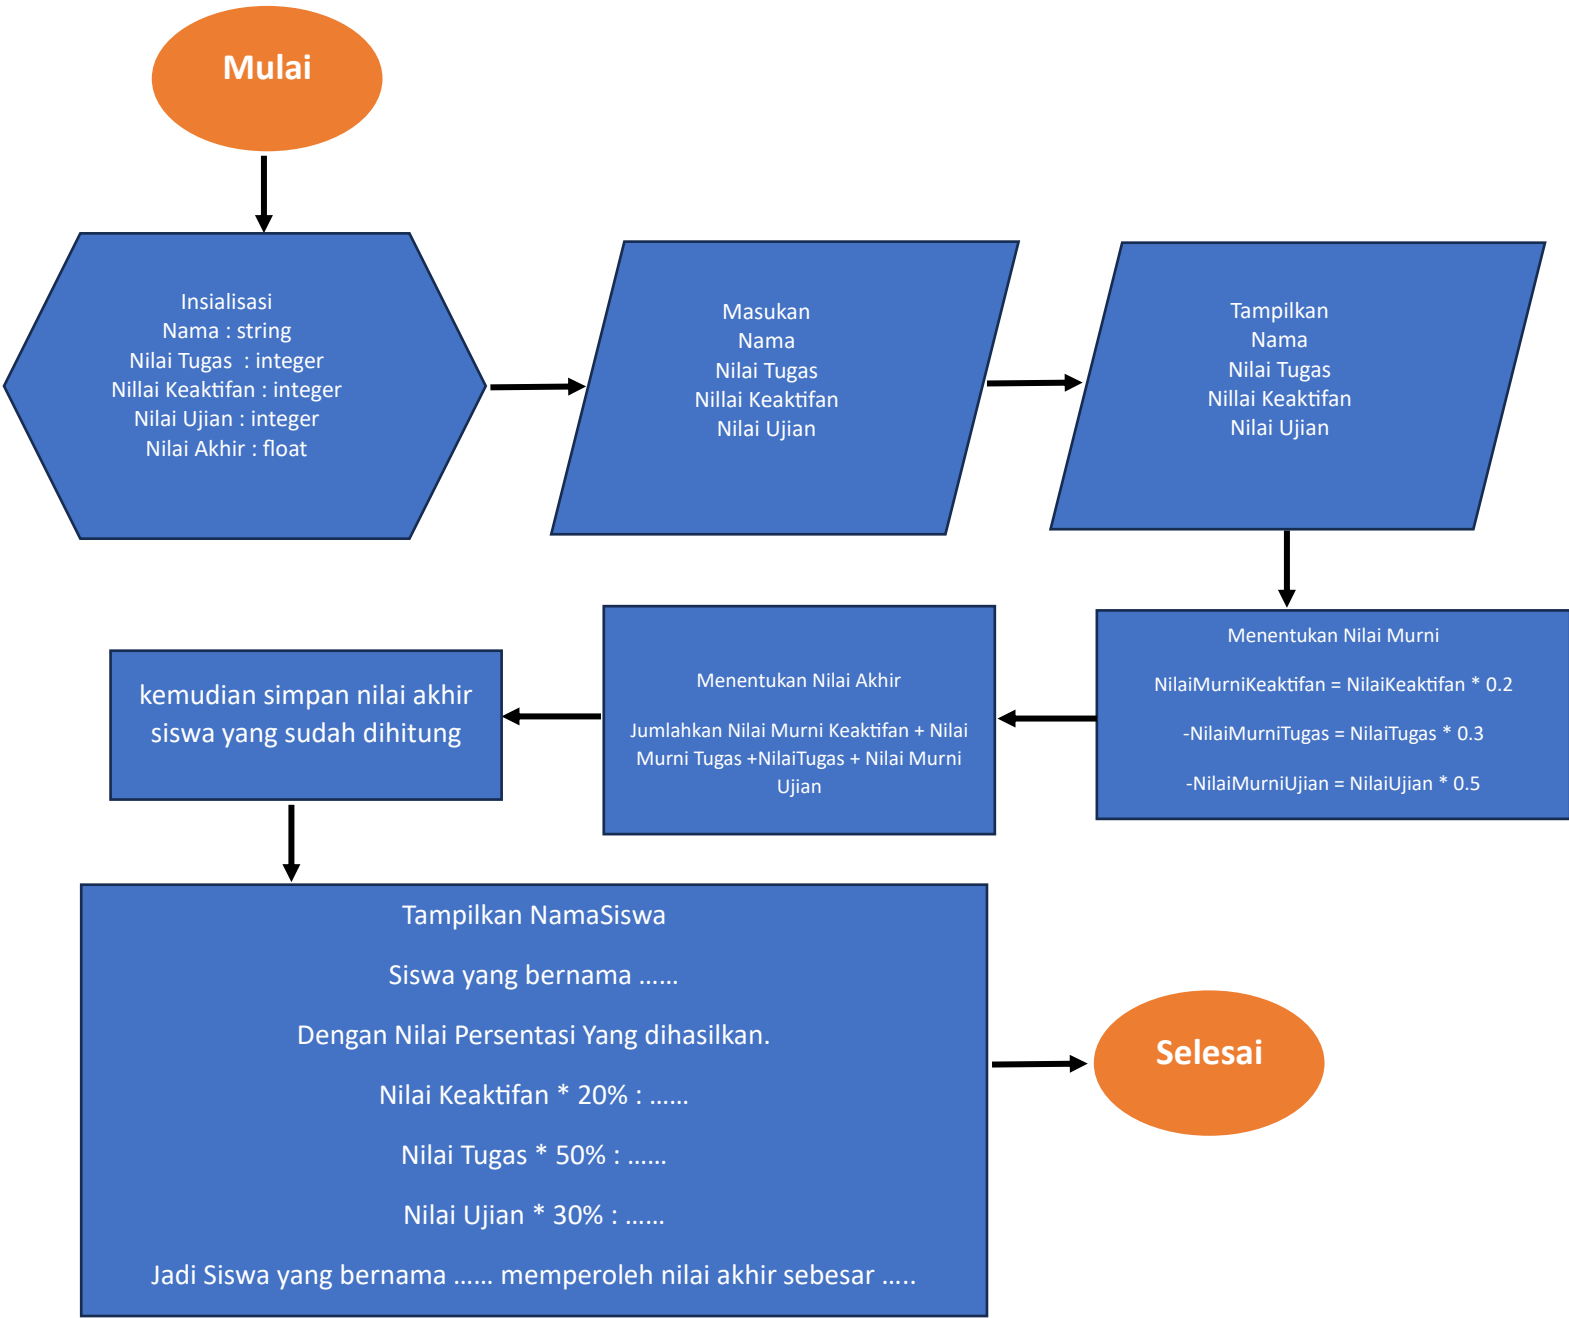 Mulai
Insialisasi
Nama : string
Nilai Tugas  : integer
Nillai Keaktifan : integer
Nilai Ujian : integer
Nilai Akhir : float
Masukan
Nama
Nilai Tugas
Nillai Keaktifan
Nilai Ujian
Tampilkan
Nama
Nilai Tugas
Nillai Keaktifan
Nilai Ujian
Menentukan Nilai Murni
NilaiMurniKeaktifan = NilaiKeaktifan * 0.2
-NilaiMurniTugas = NilaiTugas * 0.3
-NilaiMurniUjian = NilaiUjian * 0.5
Menentukan Nilai Akhir
Jumlahkan Nilai Murni Keaktifan + Nilai
Murni Tugas +NilaiTugas + Nilai Murni
Ujian
kemudian simpan nilai akhir
siswa yang sudah dihitung
Tampilkan NamaSiswa
Siswa yang bernama ……
Dengan Nilai Persentasi Yang dihasilkan.
Nilai Keaktifan * 20% : ……
Nilai Tugas * 50% : ……
Nilai Ujian * 30% : ……
Jadi Siswa yang bernama …… memperoleh nilai akhir sebesar …..
Selesai